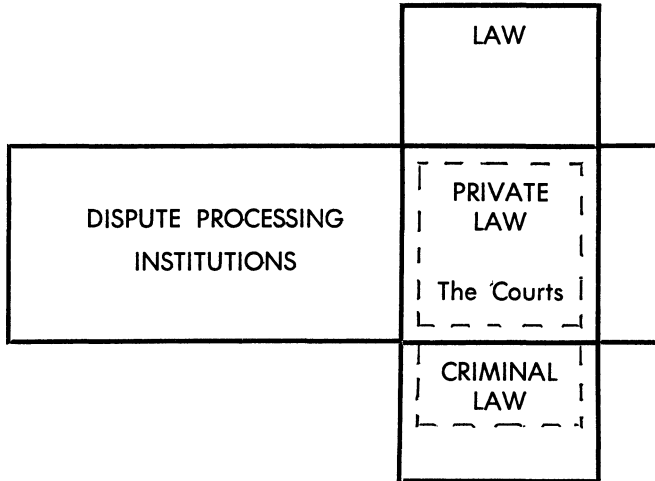 LAW
DISPUTE PROCESSING
INSTITUTIONS
PRIVATE
LAW
The Courts
CRIMINAL
LAW